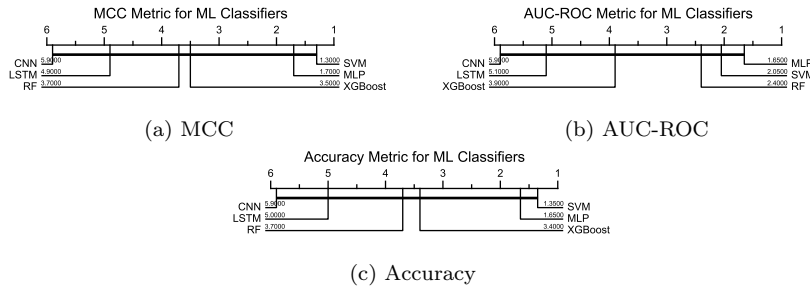 MCC Metric for ML Classifiers
6 5 4 3 2 1
CNN 5.9000 1.3000 SVM
LSTM 4.9000 1.7000 MLP
RF 3.7000 3.5000 XGBoost
(a) MCC
AUC-ROC Metric for ML Classifiers
6 5 4 3 2 1
CNN 5.9000 1.6500 MLP
LSTM 5.1000 2.0500 SVM
XGBoost 3.9000 2.4000 RF
(b) AUC-ROC
Accuracy Metric for ML Classifiers
6 5 4 3 2 1
CNN 5.9000 1.3500 SVM
LSTM 5.0000 1.6500 MLP
RF 3.7000 3.4000 XGBoost
(c) Accuracy